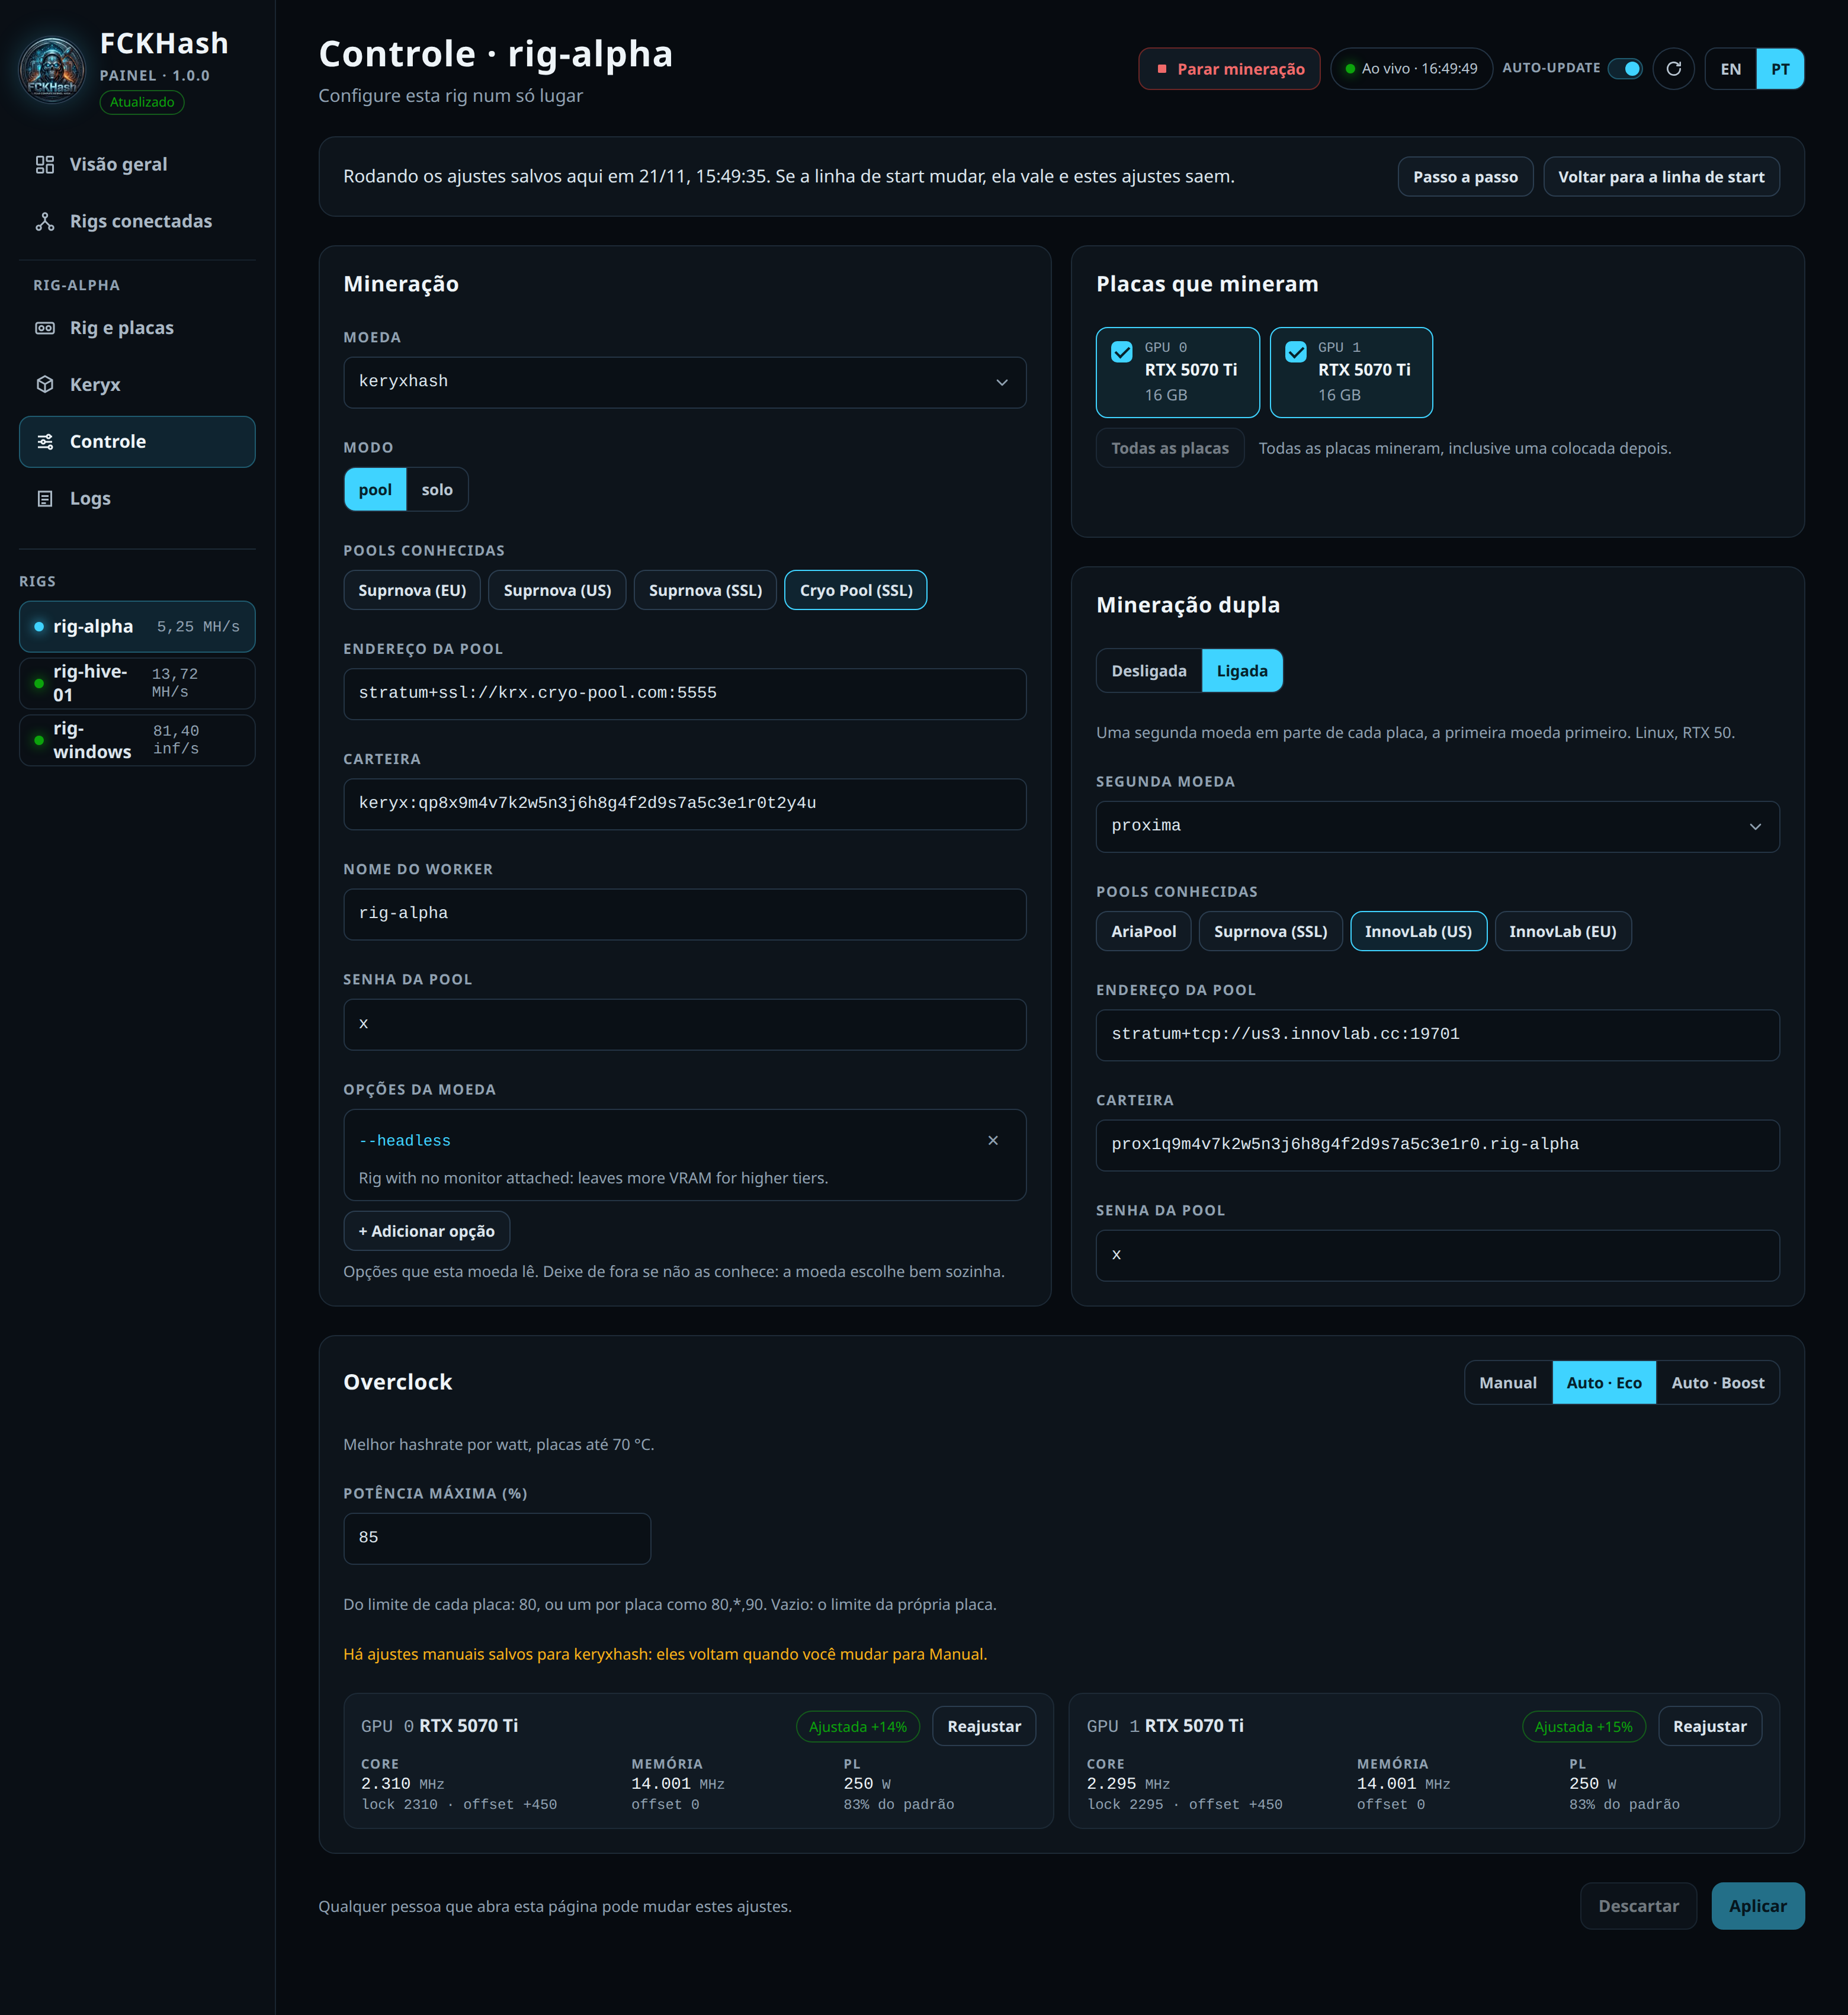 FCKHash
PAINEL · 1.0.0
Atualizado
FCKHash
Visão geral
Rigs conectadas
RIG-ALPHA
Rig e placas
Keryx
Controle
Logs
RIGS
rig-alpha 5,25 MH/s
rig-hive-01 13,72 MH/s
rig-windows 81,40 inf/s
Controle · rig-alpha
Configure esta rig num só lugar
Parar mineração
Ao vivo · 16:49:49
AUTO-UPDATE
EN PT
Rodando os ajustes salvos aqui em 21/11, 15:49:35. Se a linha de start mudar, ela vale e estes ajustes saem.
Passo a passo
Voltar para a linha de start
Mineração
MOEDA
keryxhash
MODO
pool solo
POOLS CONHECIDAS
Suprnova (EU) Suprnova (US) Suprnova (SSL) Cryo Pool (SSL)
ENDEREÇO DA POOL
stratum+ssl://krx.cryo-pool.com:5555
CARTEIRA
keryx:qp8x9m4v7k2w5n3j6h8g4f2d9s7a5c3e1r0t2y4u
NOME DO WORKER
rig-alpha
SENHA DA POOL
x
OPÇÕES DA MOEDA
--headless
Rig with no monitor attached: leaves more VRAM for higher tiers.
+ Adicionar opção
Opções que esta moeda lê. Deixe de fora se não as conhece: a moeda escolhe bem sozinha.
Placas que mineram
GPU 0
RTX 5070 Ti
16 GB
GPU 1
RTX 5070 Ti
16 GB
Todas as placas
Todas as placas mineram, inclusive uma colocada depois.
Mineração dupla
Desligada Ligada
Uma segunda moeda em parte de cada placa, a primeira moeda primeiro. Linux, RTX 50.
SEGUNDA MOEDA
proxima
POOLS CONHECIDAS
AriaPool Suprnova (SSL) InnovLab (US) InnovLab (EU)
ENDEREÇO DA POOL
stratum+tcp://us3.innovlab.cc:19701
CARTEIRA
prox1q9m4v7k2w5n3j6h8g4f2d9s7a5c3e1r0.rig-alpha
SENHA DA POOL
x
Overclock
Manual Auto · Eco Auto · Boost
Melhor hashrate por watt, placas até 70 °C.
POTÊNCIA MÁXIMA (%)
85
Do limite de cada placa: 80, ou um por placa como 80,*,90. Vazio: o limite da própria placa.
Há ajustes manuais salvos para keryxhash: eles voltam quando você mudar para Manual.
GPU 0 RTX 5070 Ti
Ajustada +14%
Reajustar
CORE MEMÓRIA PL
2.310 MHz 14.001 MHz 250 W
lock 2310 · offset +450 offset 0 83% do padrão
GPU 1 RTX 5070 Ti
Ajustada +15%
Reajustar
CORE MEMÓRIA PL
2.295 MHz 14.001 MHz 250 W
lock 2295 · offset +450 offset 0 83% do padrão
Qualquer pessoa que abra esta página pode mudar estes ajustes.
Descartar
Aplicar